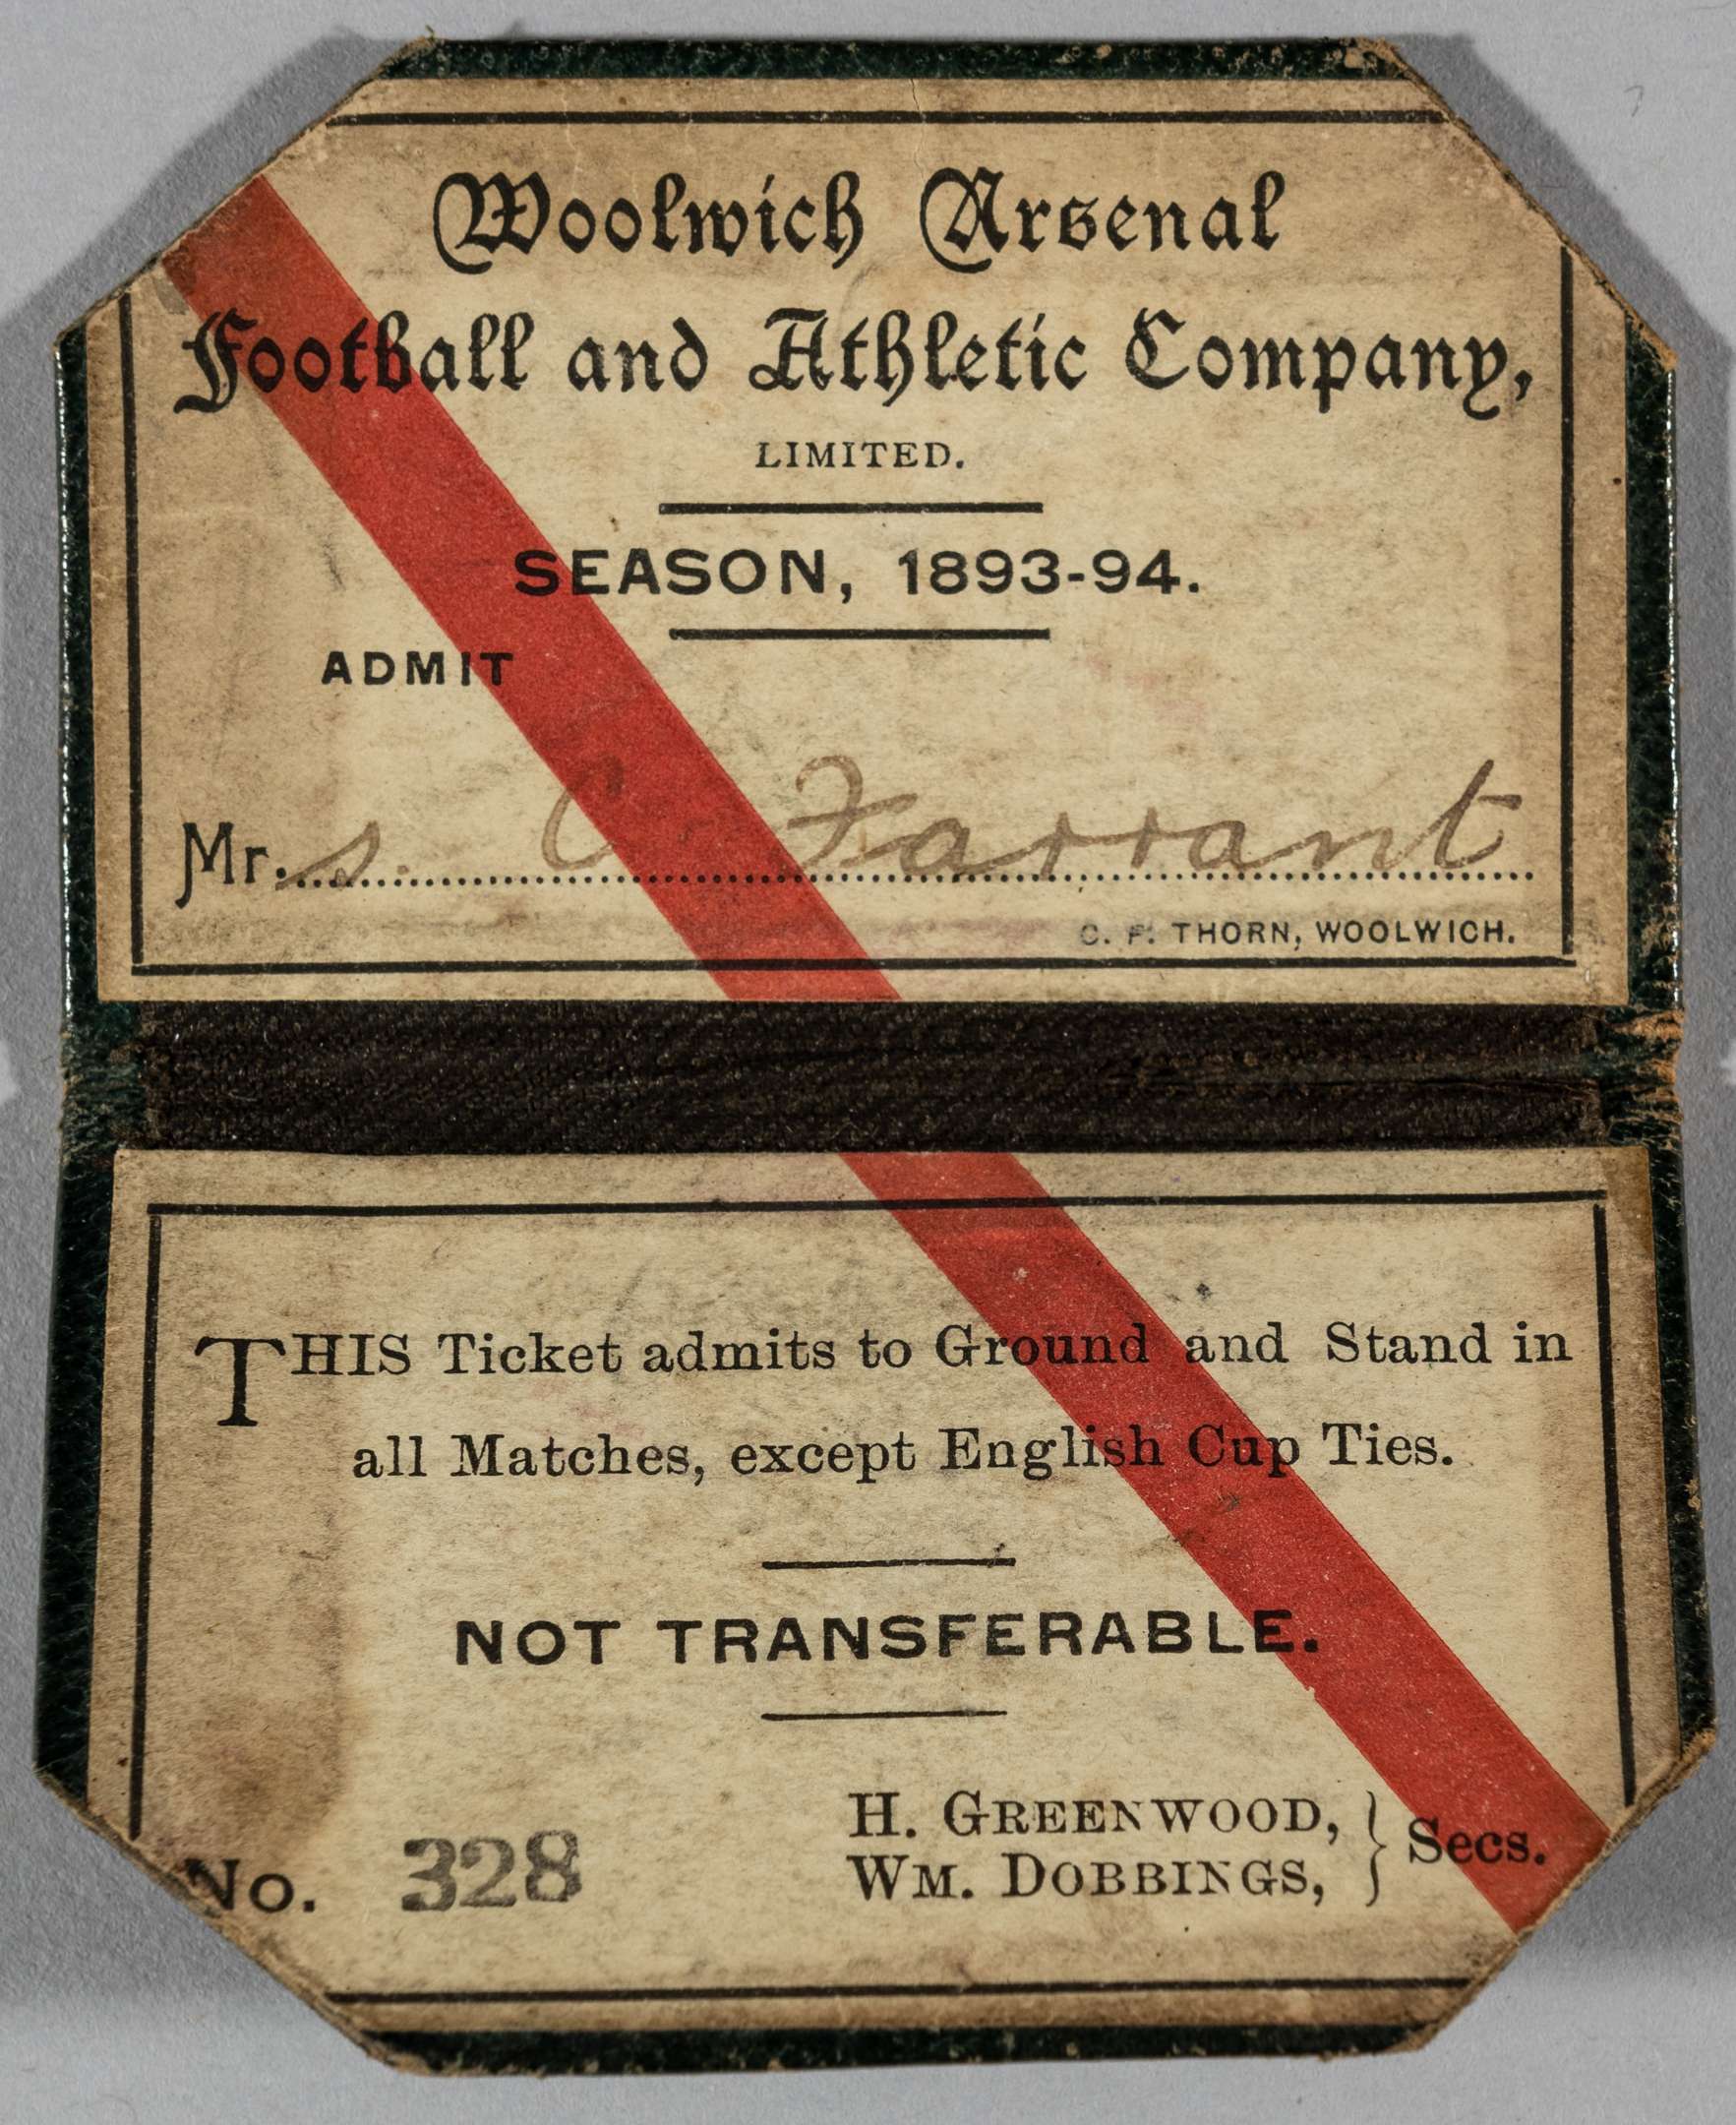 Woolwich Arsenal
Football and Athletic Company,
LIMITED.
SEASON, 1893-94.
ADMIT
Mr. S. C. Farrant
C. F. THORN, WOOLWICH.
THIS Ticket admits to Ground and Stand in
all Matches, except English Cup Ties.
NOT TRANSFERABLE.
H. GREENWOOD,
WM. DOBBINGS, } Secs.
No. 328